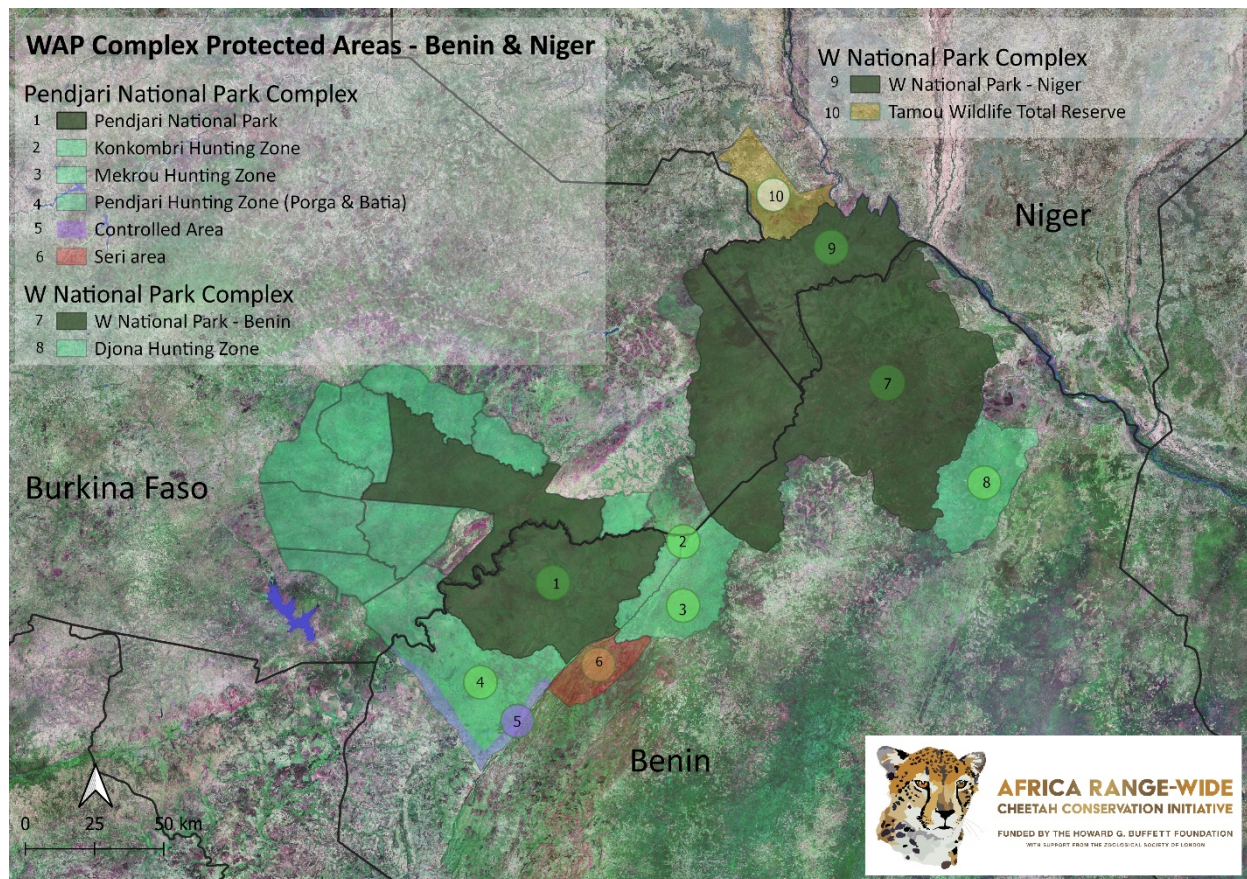 WAP Complex Protected Areas - Benin & Niger
Pendjari National Park Complex
1 Pendjari National Park
2 Konkombri Hunting Zone
3 Mekrou Hunting Zone
4 Pendjari Hunting Zone (Porga & Batia)
5 Controlled Area
6 Seri area
W National Park Complex
7 W National Park - Benin
8 Djona Hunting Zone
W National Park Complex
9 W National Park - Niger
10 Tamou Wildlife Total Reserve
10
Niger
9
7
Burkina Faso
8
2
1
3
6
4
5
Benin
0 25 50 km
AFRICA RANGE-WIDE
CHEETAH CONSERVATION INITIATIVE
FUNDED BY THE HOWARD G. BUFFETT FOUNDATION
WITH SUPPORT FROM THE ZOOLOGICAL SOCIETY OF LONDON